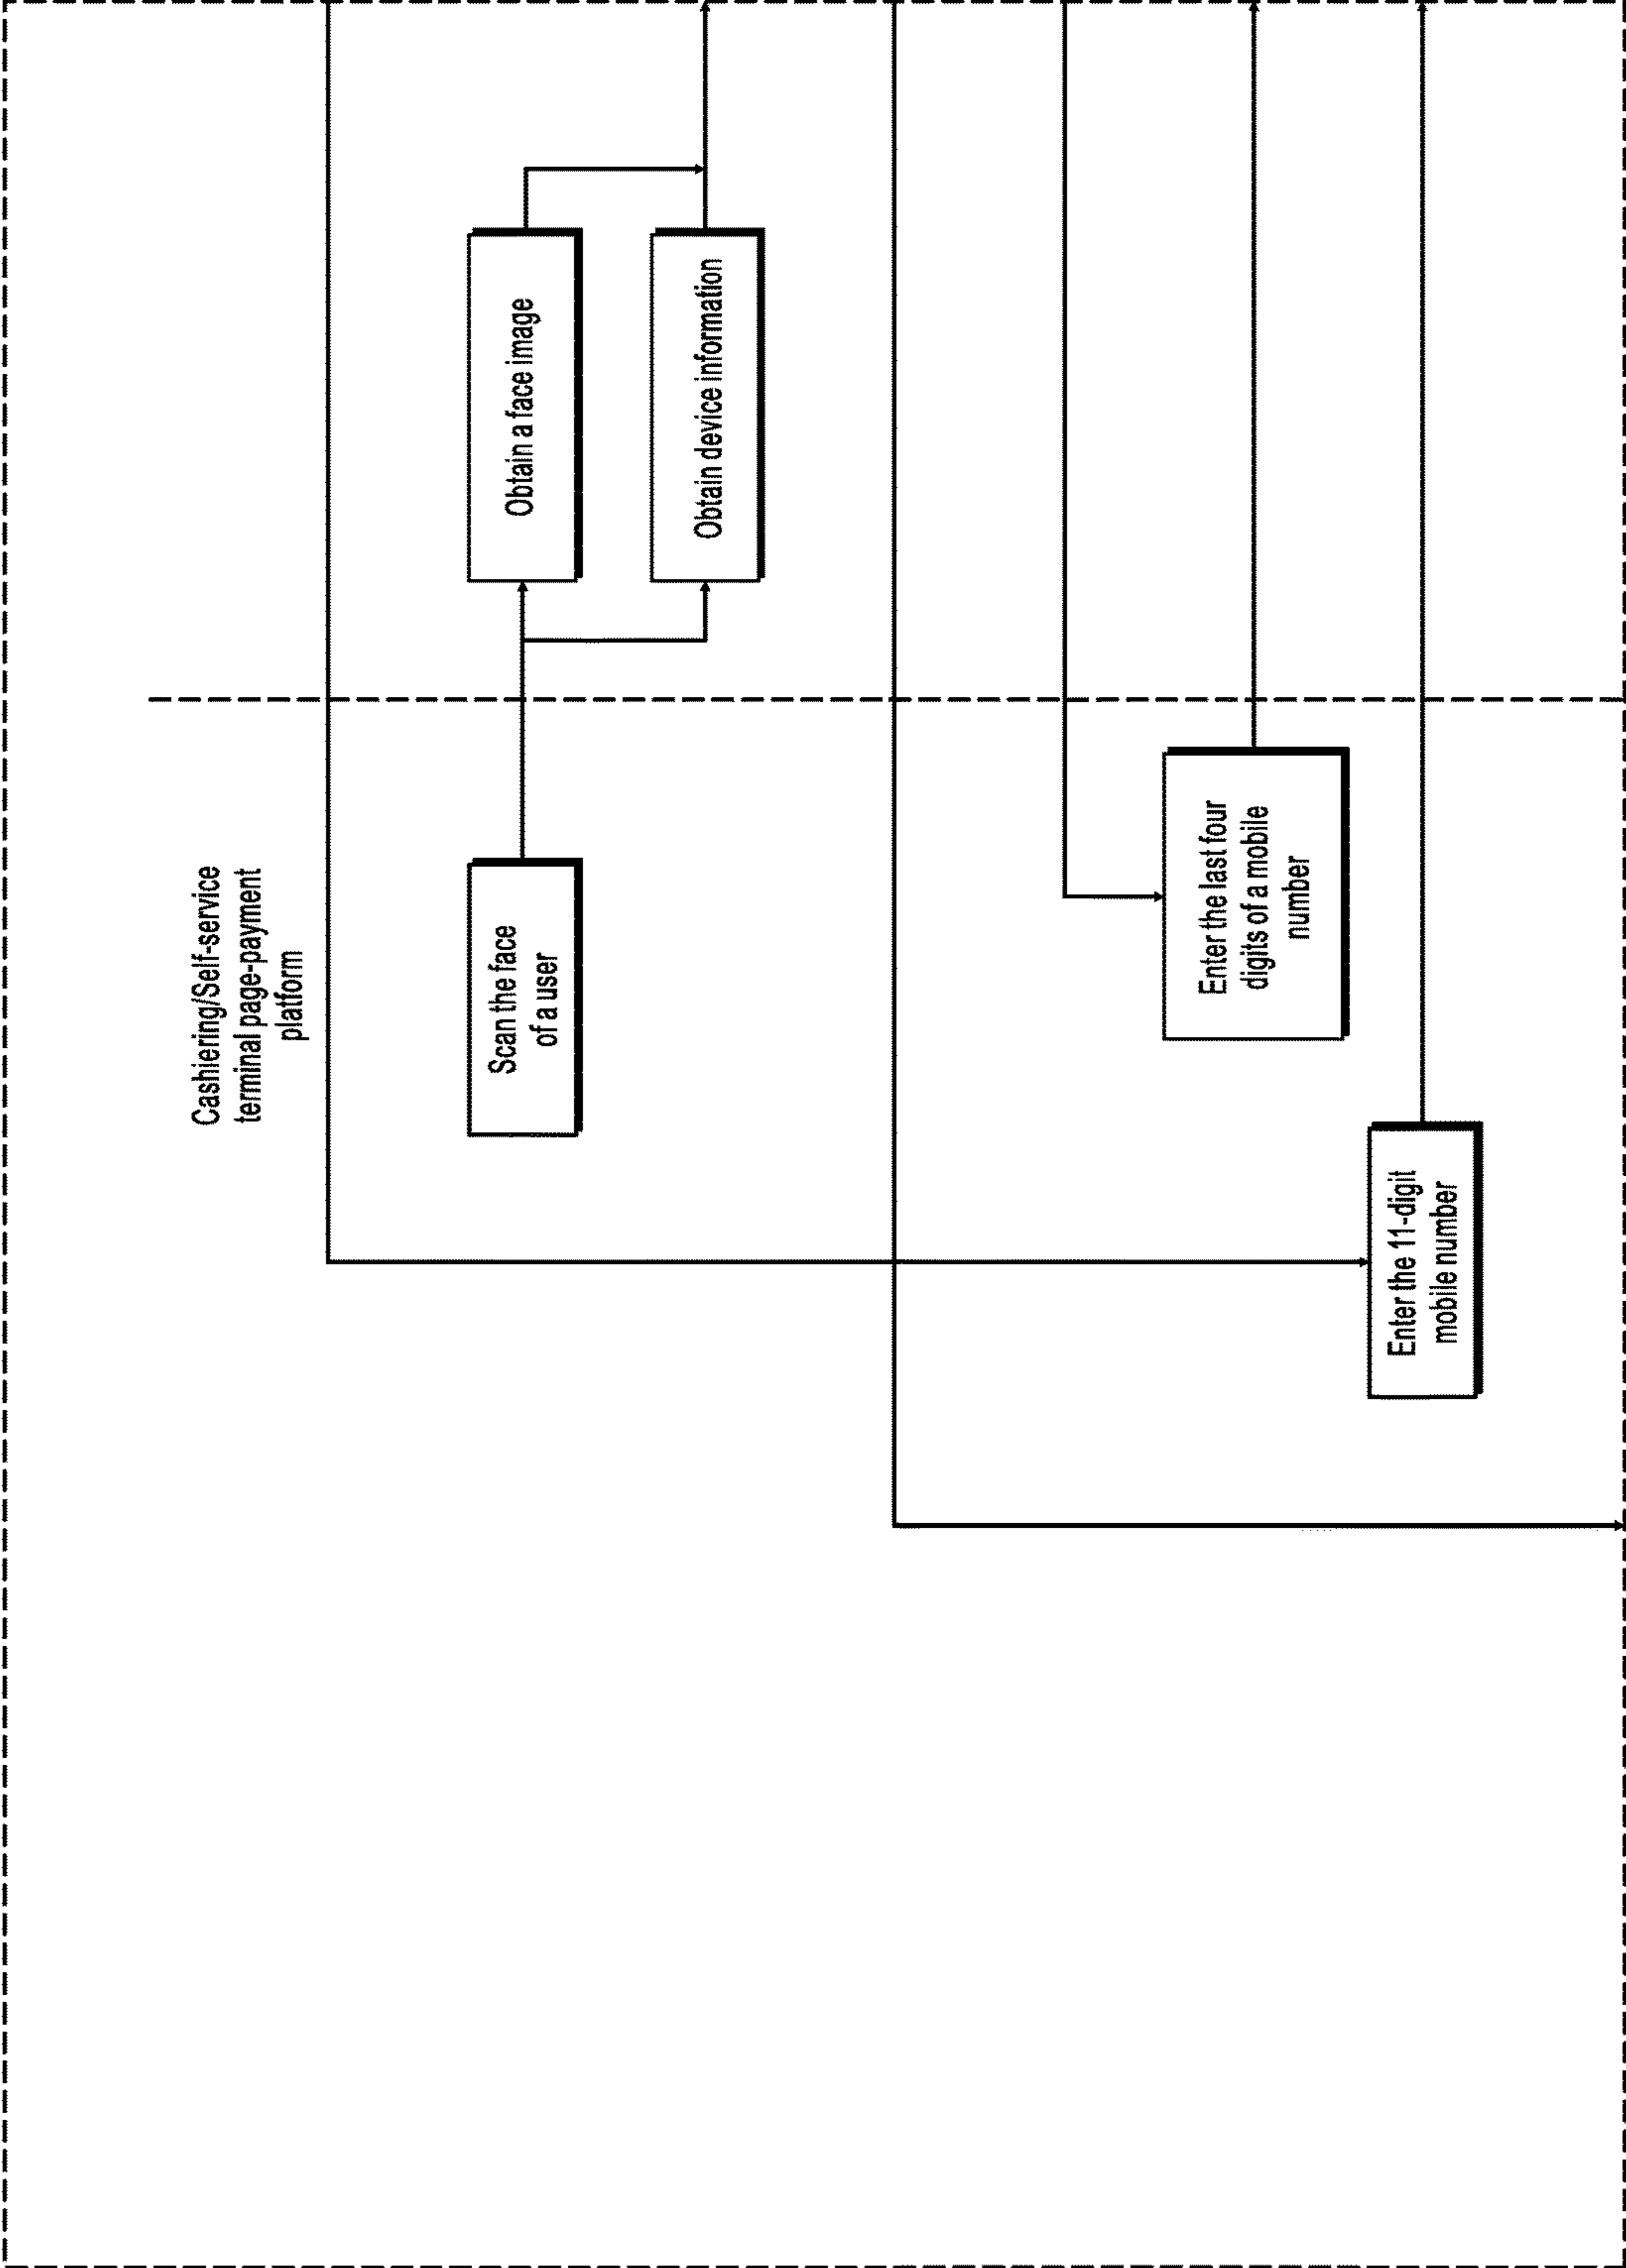 Cashiering/Self-service
terminal page-payment
platform
Scan the face
of a user
Obtain a face image
Obtain device information
Enter the last four
digits of a mobile
number
Enter the 11-digit
mobile number